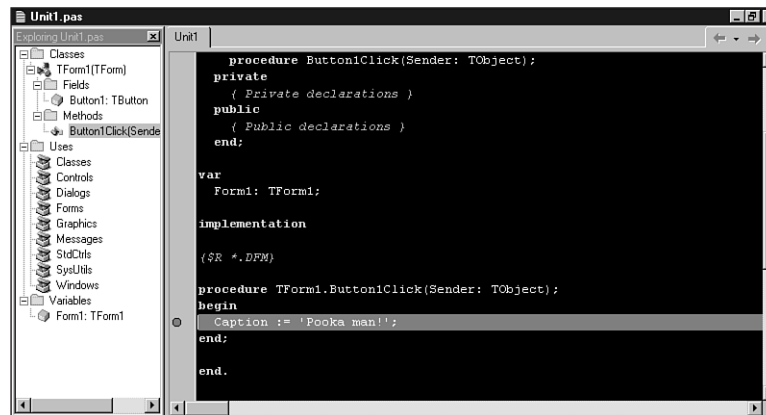 Unit1.pas
Exploring Unit1.pas
Classes
TForm1(TForm)
Fields
Button1: TButton
Methods
Button1Click(Sende
Uses
Classes
Controls
Dialogs
Forms
Graphics
Messages
StdCtrls
SysUtils
Windows
Variables
Form1: TForm1
Unit1
procedure Button1Click(Sender: TObject);
private
{ Private declarations }
public
{ Public declarations }
end;
var
Form1: TForm1;
implementation
{$R *.DFM}
procedure TForm1.Button1Click(Sender: TObject);
begin
Caption := 'Pooka man!';
end;
end.